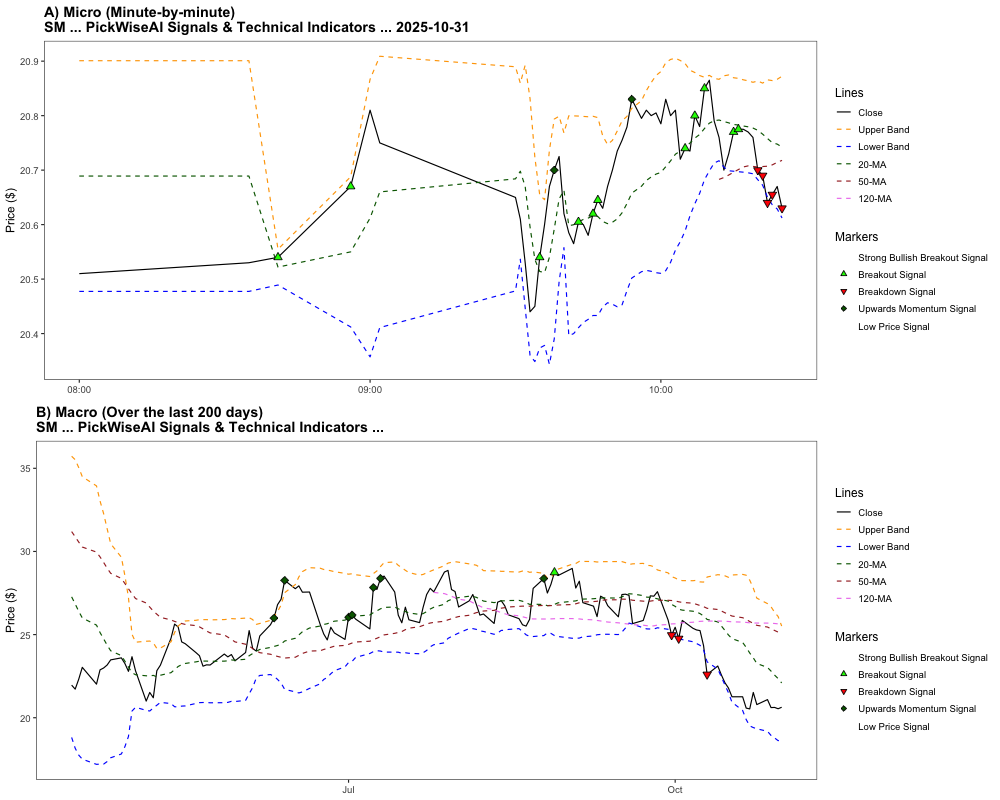 A) Micro (Minute-by-minute)
SM ... PickWiseAI Signals & Technical Indicators ... 2025-10-31
Price ($)
20.9
20.8
20.7
20.6
20.5
20.4
08:00
09:00
10:00
Lines
Close
Upper Band
Lower Band
20-MA
50-MA
120-MA
Markers
Strong Bullish Breakout Signal
Breakout Signal
Breakdown Signal
Upwards Momentum Signal
Low Price Signal
B) Macro (Over the last 200 days)
SM ... PickWiseAI Signals & Technical Indicators ...
Price ($)
35
30
25
20
Jul
Oct
Lines
Close
Upper Band
Lower Band
20-MA
50-MA
120-MA
Markers
Strong Bullish Breakout Signal
Breakout Signal
Breakdown Signal
Upwards Momentum Signal
Low Price Signal